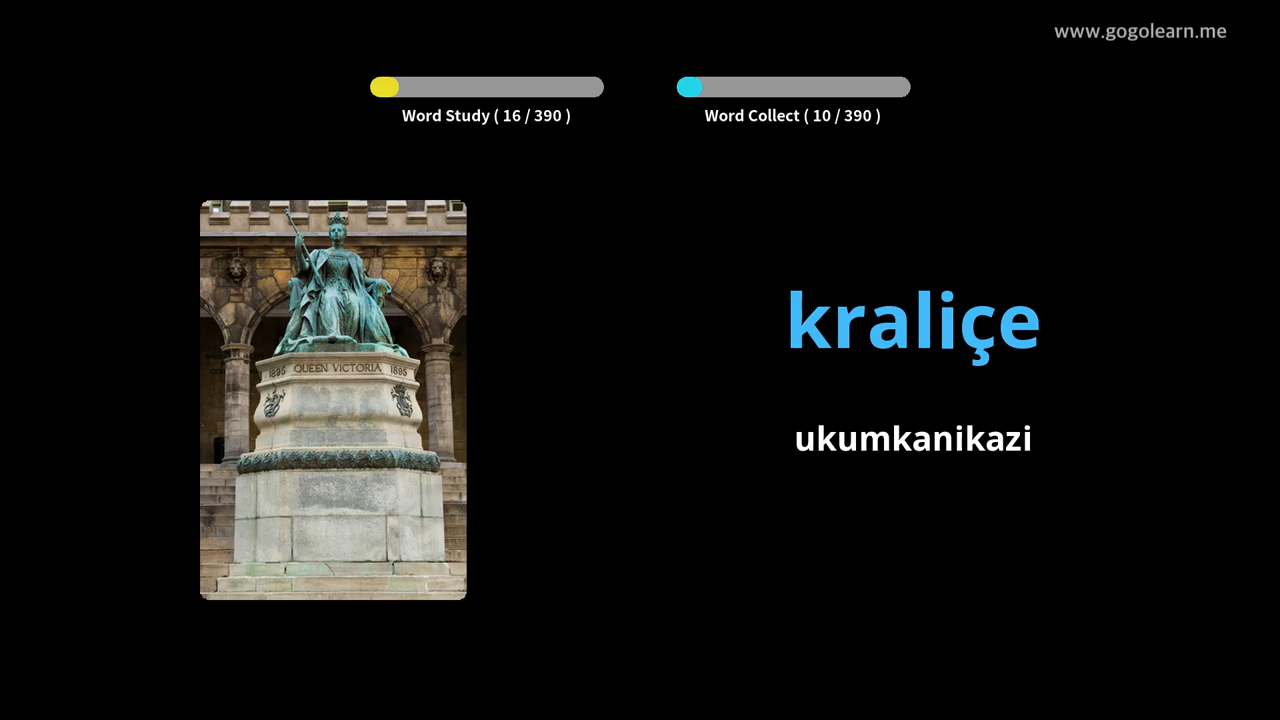 www.gogolearn.me
Word Study ( 16 / 390 )
Word Collect ( 10 / 390 )
1895 QUEEN VICTORIA 1895
kraliçe
ukumkanikazi